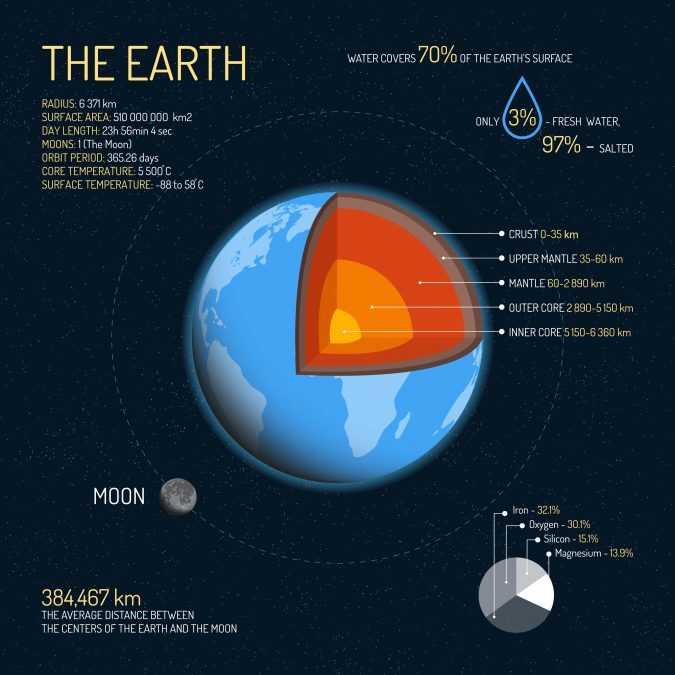 THE EARTH
RADIUS: 6 371 km
SURFACE AREA: 510 000 000 km2
DAY LENGTH: 23h 56min 4 sec
MOONS: 1 (The Moon)
ORBIT PERIOD: 365.26 days
CORE TEMPERATURE: 5 500°C
SURFACE TEMPERATURE: -88 to 58°C
WATER COVERS 70% OF THE EARTH'S SURFACE
ONLY 3% - FRESH WATER,
97% - SALTED
CRUST 0-35 km
UPPER MANTLE 35-60 km
MANTLE 60-2 890 km
OUTER CORE 2 890-5 150 km
INNER CORE 5 150-6 360 km
MOON
Iron - 32.1%
Oxygen - 30.1%
Silicon - 15.1%
Magnesium - 13.9%
384,467 km
THE AVERAGE DISTANCE BETWEEN
THE CENTERS OF THE EARTH AND THE MOON